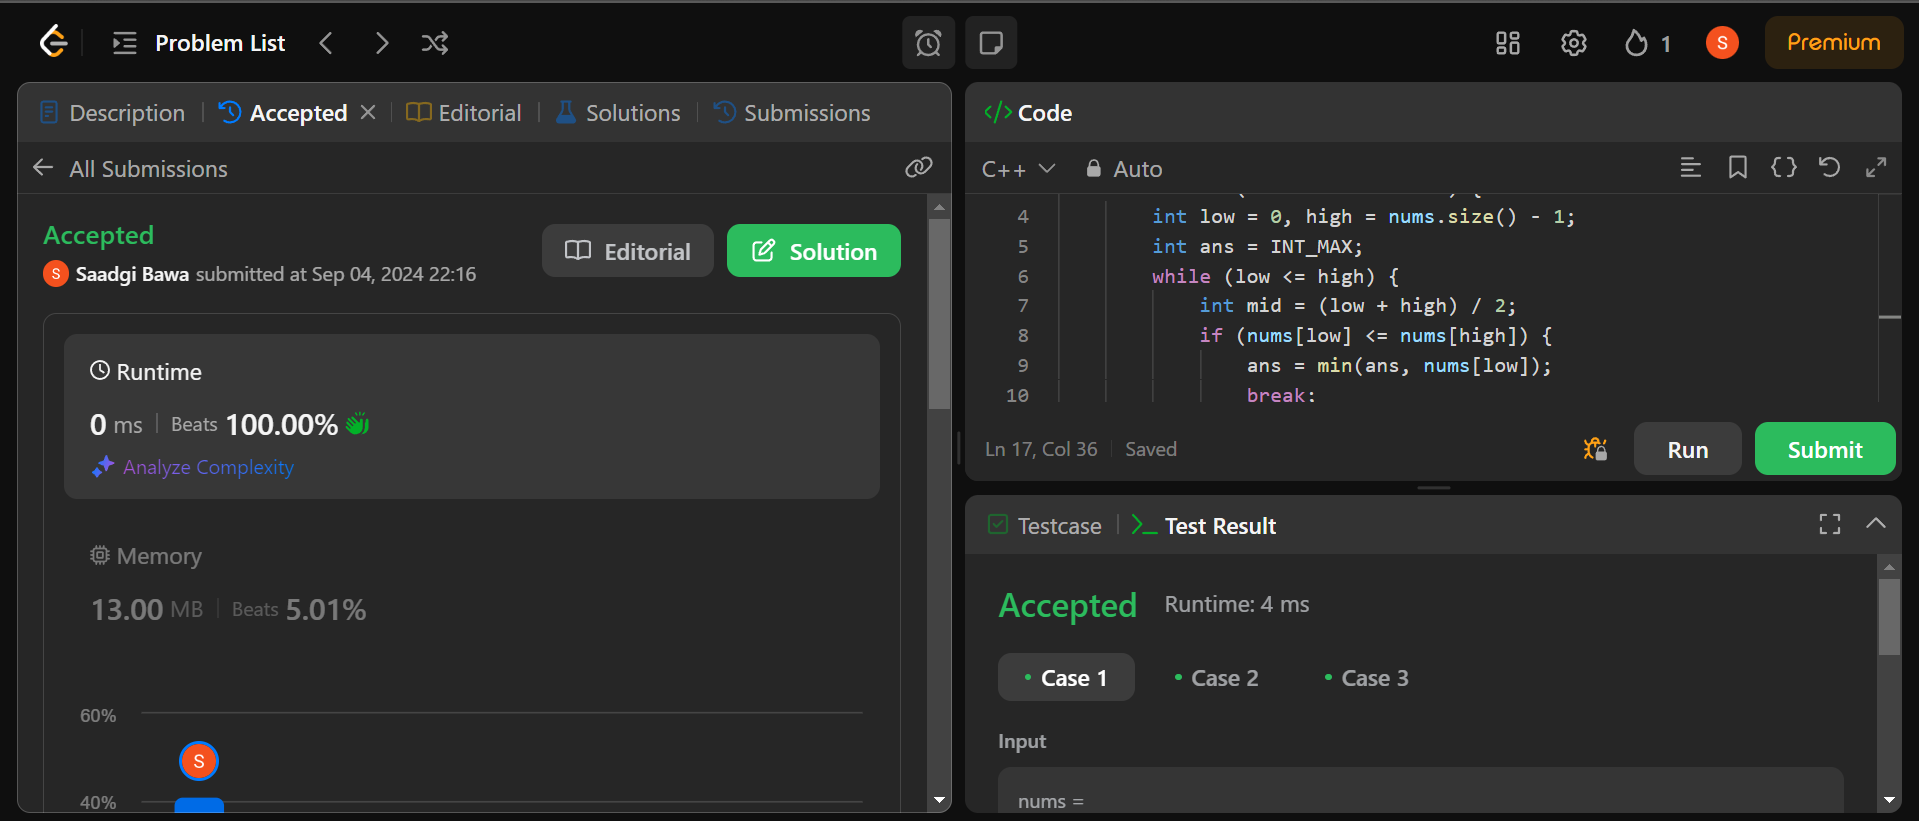 Problem List
1
S
Premium
Description
Accepted
Editorial
Solutions
Submissions
All Submissions
Accepted
Editorial
Solution
S Saadgi Bawa submitted at Sep 04, 2024 22:16
Runtime
0 ms | Beats 100.00%
Analyze Complexity
Memory
13.00 MB | Beats 5.01%
60%
S
40%
</> Code
C++
Auto
4 int low = 0, high = nums.size() - 1;
5 int ans = INT_MAX;
6 while (low <= high) {
7 int mid = (low + high) / 2;
8 if (nums[low] <= nums[high]) {
9 ans = min(ans, nums[low]);
10 break:
Ln 17, Col 36 | Saved
Run
Submit
Testcase
Test Result
Accepted Runtime: 4 ms
• Case 1 • Case 2 • Case 3
Input
nums =